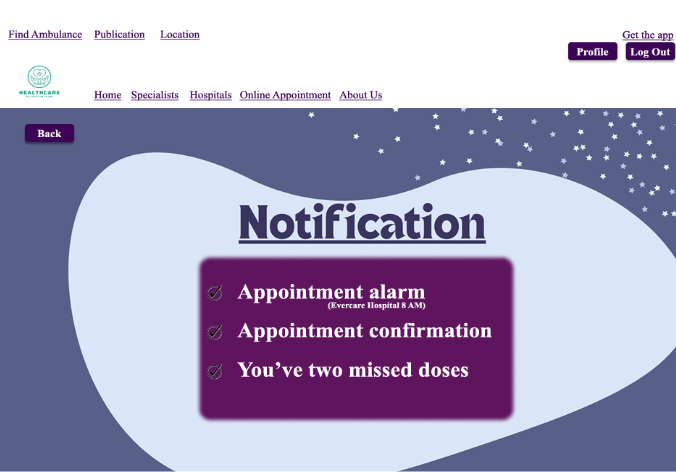 Find Ambulance Publication Location
Get the app
Profile Log Out
HEALTHCARE
Home Specialists Hospitals Online Appointment About Us
Back
Notification
Appointment alarm
(Evercare Hospital 8 AM)
Appointment confirmation
You’ve two missed doses